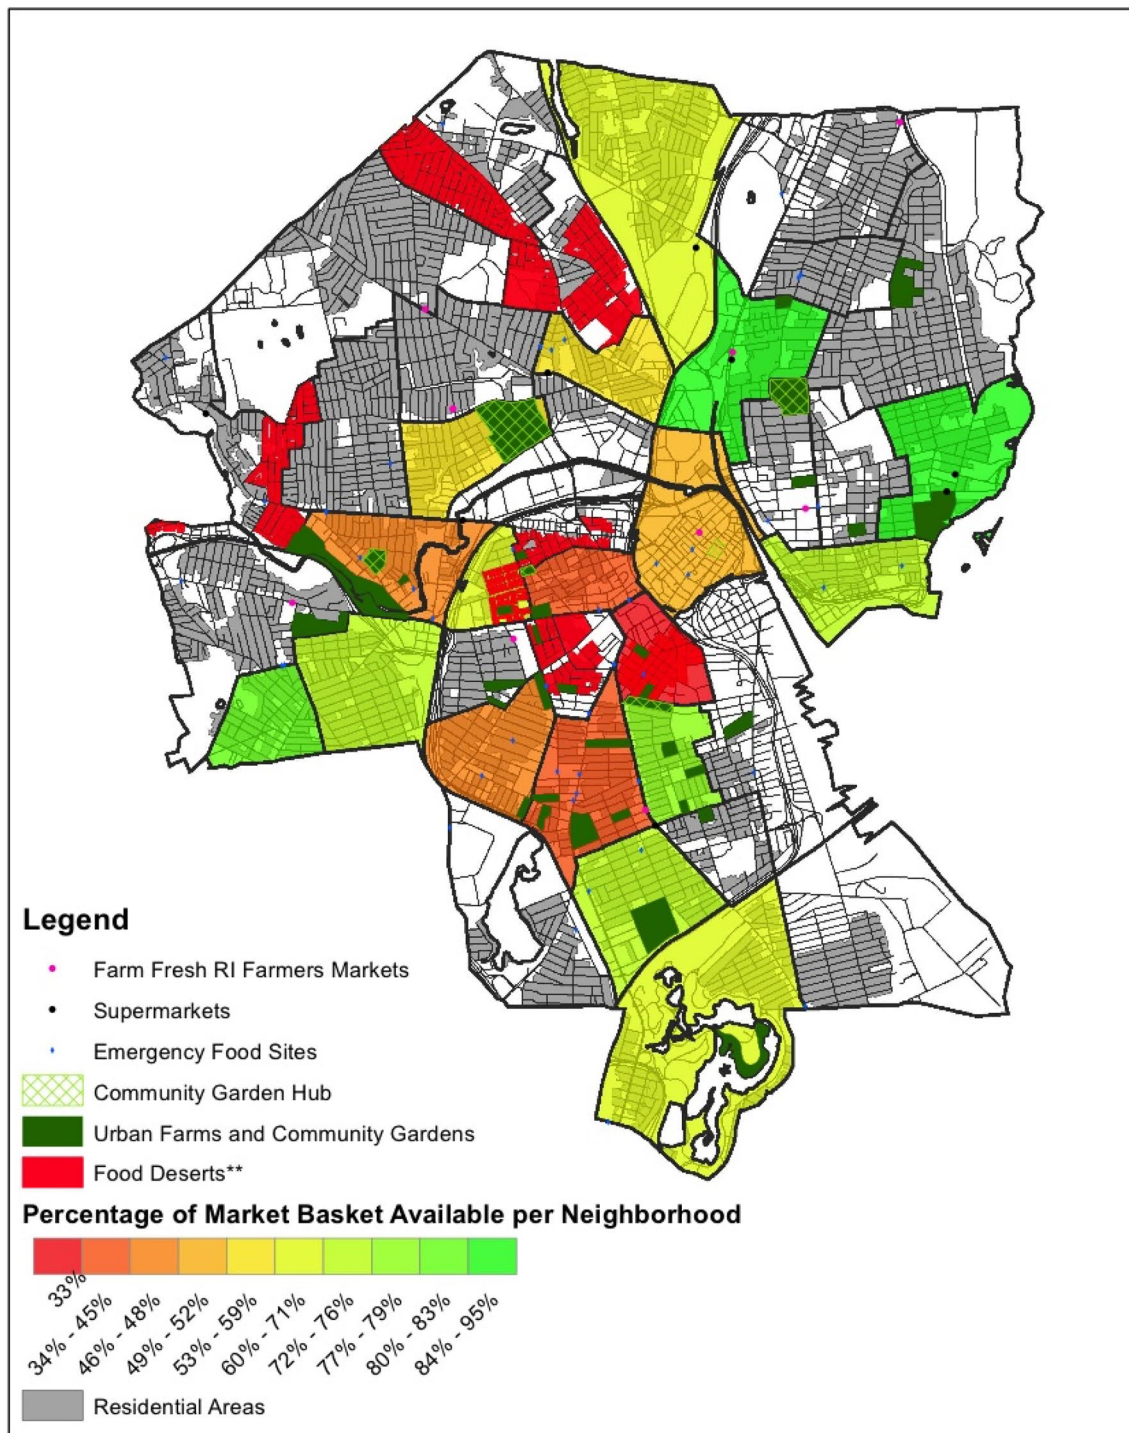 Legend
Farm Fresh RI Farmers Markets
Supermarkets
Emergency Food Sites
Community Garden Hub
Urban Farms and Community Gardens
Food Deserts**
Percentage of Market Basket Available per Neighborhood
33%
34% - 45%
46% - 48%
49% - 52%
53% - 59%
60% - 71%
72% - 76%
77% - 79%
80% - 83%
84% - 95%
Residential Areas